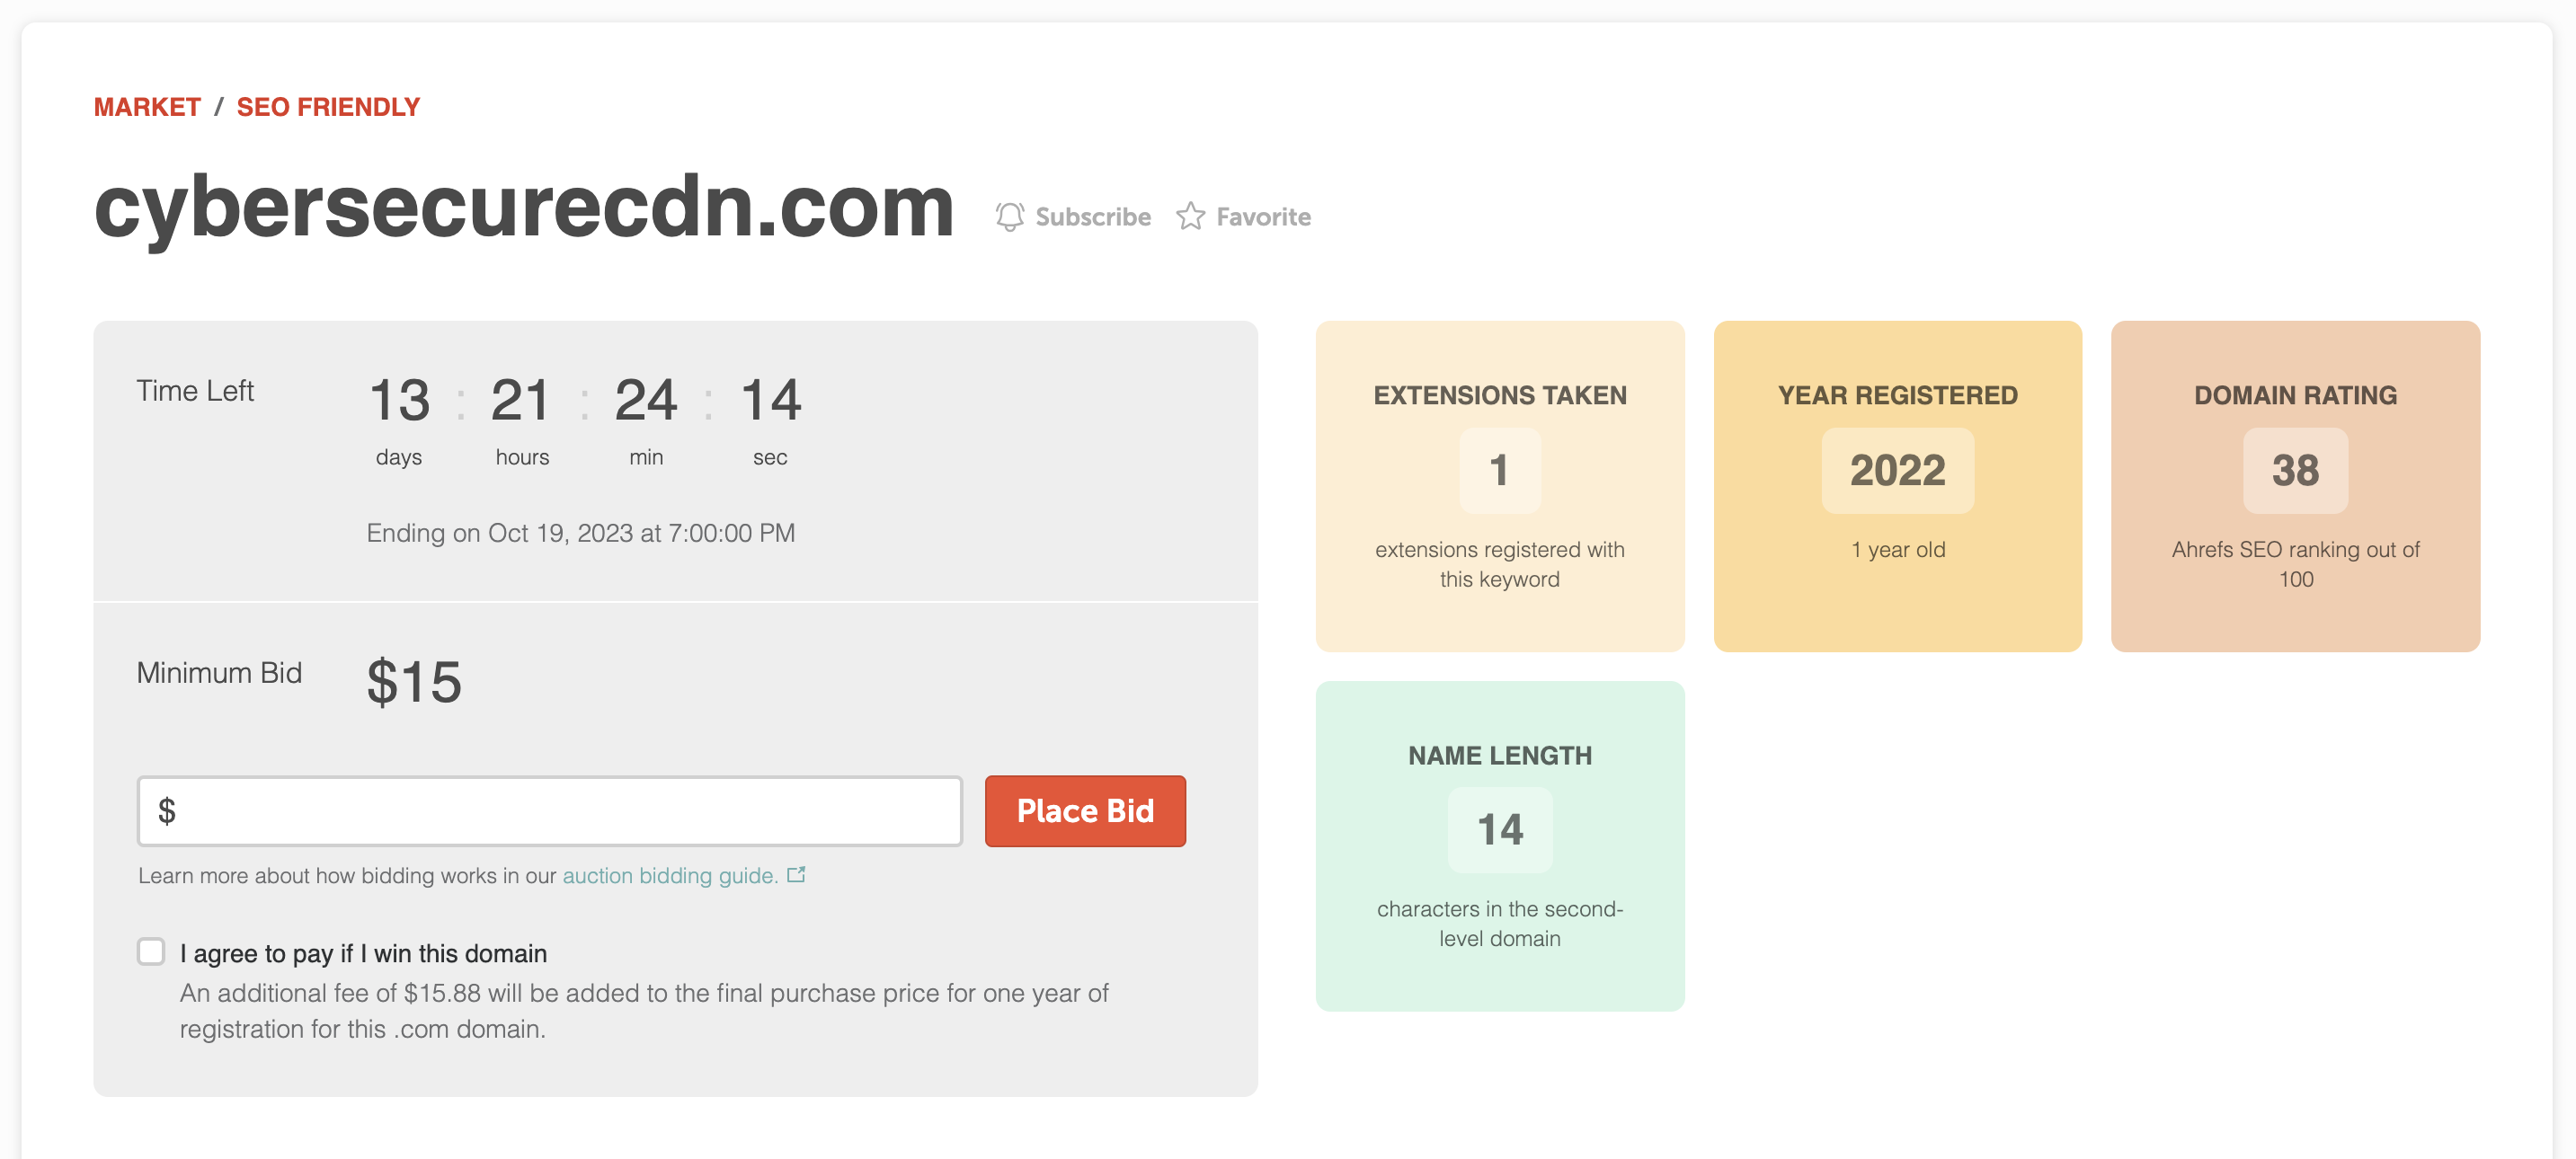 MARKET / SEO FRIENDLY
cybersecurecdn.com Subscribe Favorite
Time Left 13 : 21 : 24 : 14
days hours min sec
Ending on Oct 19, 2023 at 7:00:00 PM
Minimum Bid $15
$ Place Bid
Learn more about how bidding works in our auction bidding guide.
I agree to pay if I win this domain
An additional fee of $15.88 will be added to the final purchase price for one year of
registration for this .com domain.
EXTENSIONS TAKEN
1
extensions registered with
this keyword
YEAR REGISTERED
2022
1 year old
DOMAIN RATING
38
Ahrefs SEO ranking out of
100
NAME LENGTH
14
characters in the second-
level domain